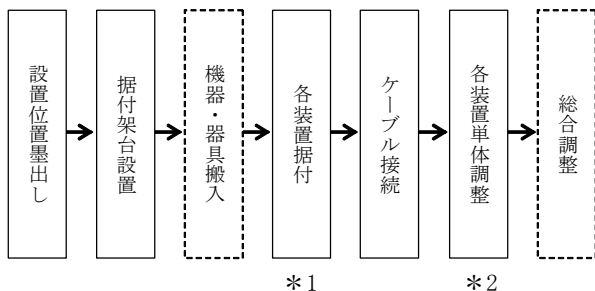 設置位置墨出し
据付架台設置
機器・器具搬入
各装置据付
ケーブル接続
各装置単体調整
総合調整
＊1
＊2